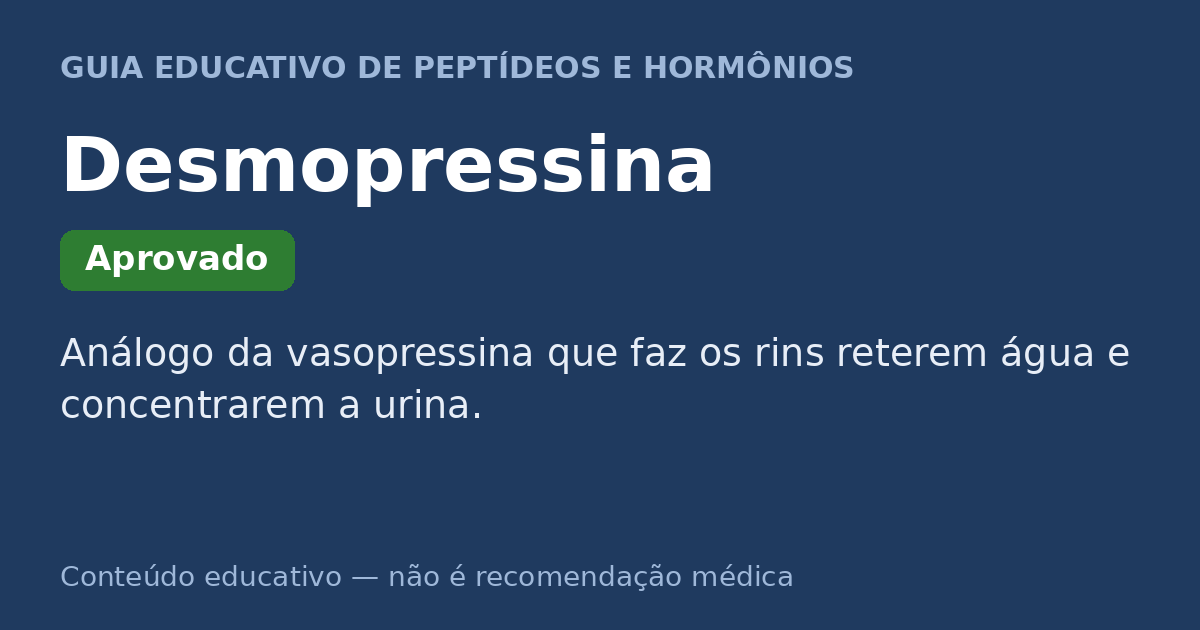 GUIA EDUCATIVO DE PEPTÍDEOS E HORMÔNIOS
Desmopressina
Aprovado
Análogo da vasopressina que faz os rins reterem água e
concentrarem a urina.
Conteúdo educativo — não é recomendação médica